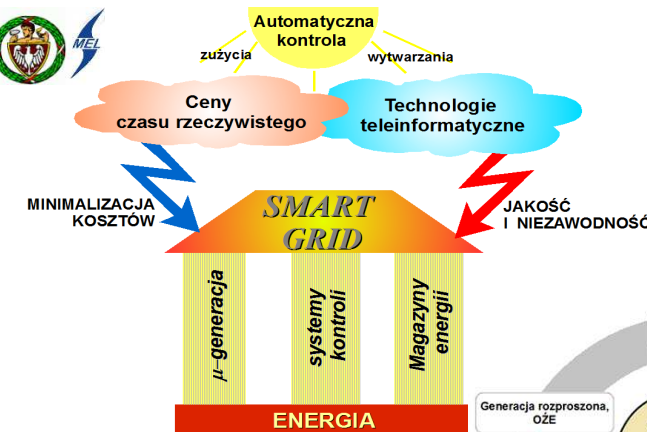 MEL
Automatyczna
kontrola
zużycia
wytwarzania
Ceny
czasu rzeczywistego
Technologie
teleinformatyczne
MINIMALIZACJA
KOSZTÓW
JAKOŚĆ
I NIEZAWODNOŚĆ
SMART
GRID
μ-generacja
systemy
kontroli
Magazyny
energii
ENERGIA
Generacja rozproszona,
OŻE